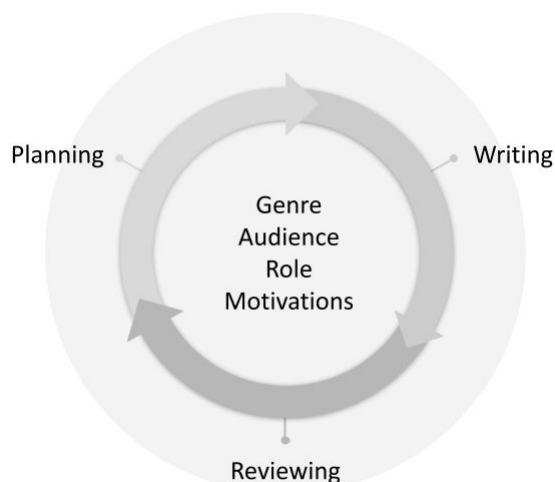 Planning
Writing
Genre
Audience
Role
Motivations
Reviewing